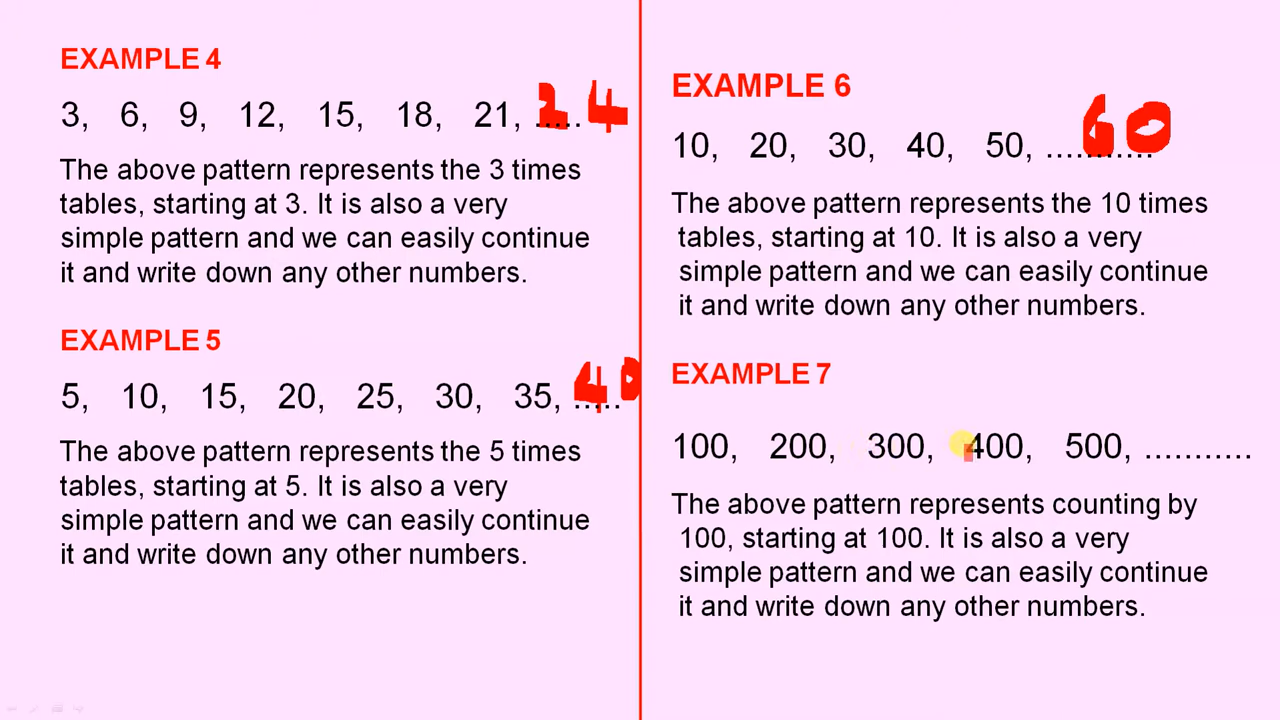 EXAMPLE 4
3, 6, 9, 12, 15, 18, 21, ..... 24
The above pattern represents the 3 times
tables, starting at 3. It is also a very
simple pattern and we can easily continue
it and write down any other numbers.
EXAMPLE 5
5, 10, 15, 20, 25, 30, 35, ..... 40
The above pattern represents the 5 times
tables, starting at 5. It is also a very
simple pattern and we can easily continue
it and write down any other numbers.
EXAMPLE 6
10, 20, 30, 40, 50, ........... 60
The above pattern represents the 10 times
tables, starting at 10. It is also a very
simple pattern and we can easily continue
it and write down any other numbers.
EXAMPLE 7
100, 200, 300, 400, 500, ...........
The above pattern represents counting by
100, starting at 100. It is also a very
simple pattern and we can easily continue
it and write down any other numbers.